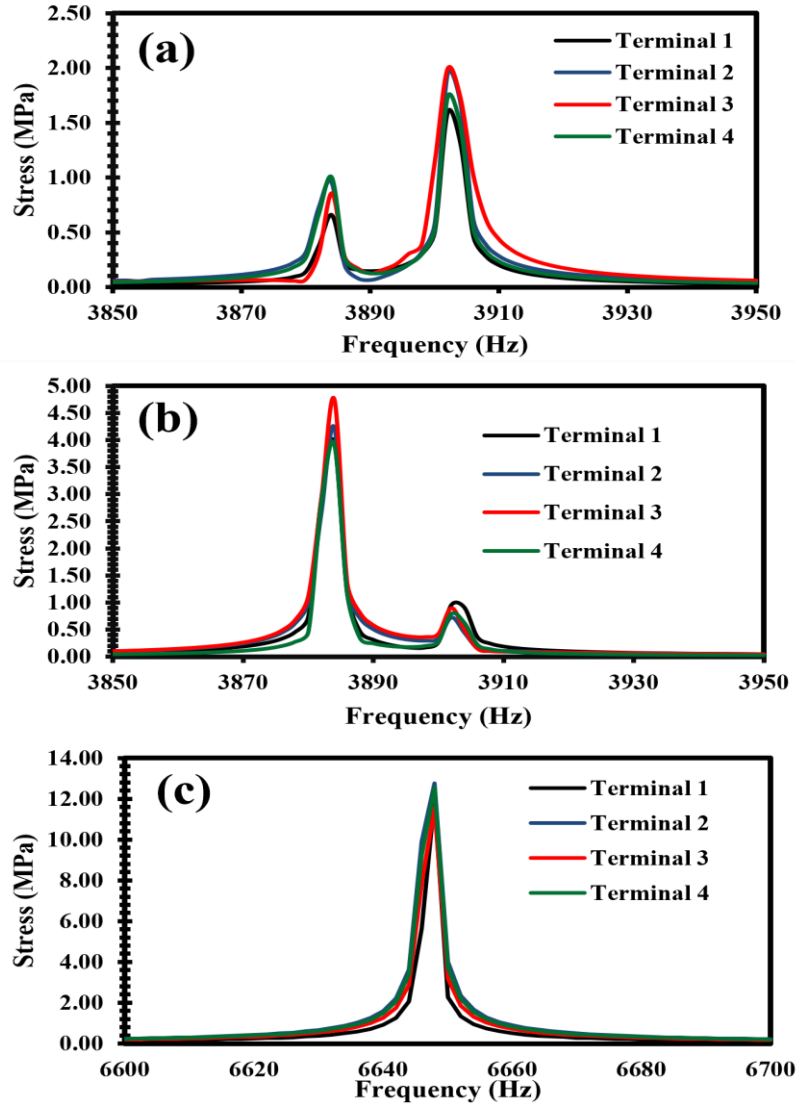 2.50
(a)
Terminal 1
2.00
Terminal 2
Terminal 3
1.50
Terminal 4
1.00
0.50
0.00
Stress (MPa)
3850 3870 3890 3910 3930 3950
Frequency (Hz)
5.00
(b)
4.50
4.00
Terminal 1
3.50
Terminal 2
3.00
2.50
Terminal 3
2.00
Terminal 4
1.50
1.00
0.50
0.00
Stress (MPa)
3850 3870 3890 3910 3930 3950
Frequency (Hz)
14.00
(c)
Terminal 1
12.00
Terminal 2
10.00
Terminal 3
8.00
Terminal 4
6.00
4.00
2.00
0.00
Stress (MPa)
6600 6620 6640 6660 6680 6700
Frequency (Hz)